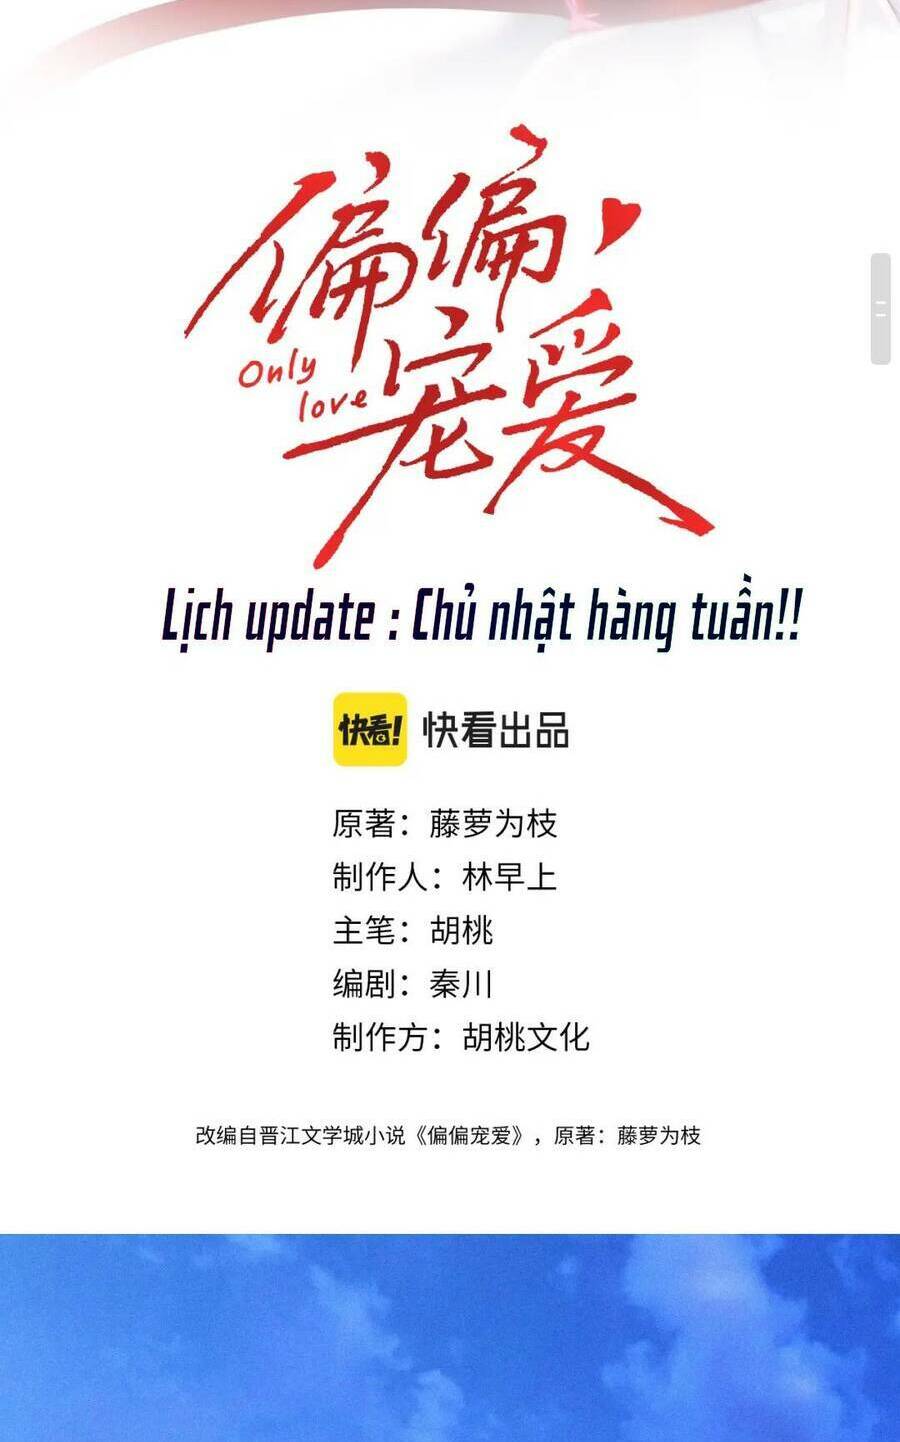 偏偏
Only
love
宠爱
Lịch update : Chủ nhật hàng tuần!!
快看! 快看出品
原著：藤萝为枝
制作人：林早上
主笔：胡桃
编剧：秦川
制作方：胡桃文化
改编自晋江文学城小说《偏偏宠爱》，原著：藤萝为枝